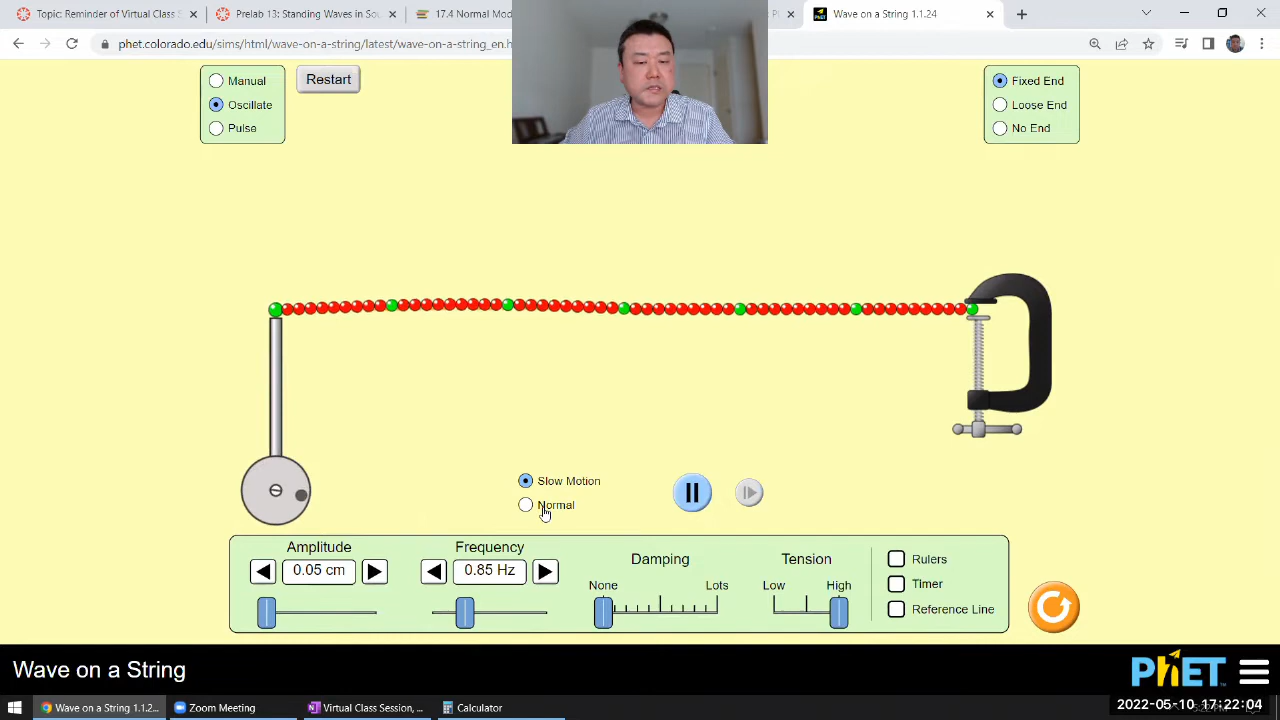 Topic: Reminder of Virtual Class S
Prelab 13: Standing Waves in S
17.4 Normal Mod
Wave on a String 1.1.24
phet.colorado.edu/html/wave-on-a-string/latest/wave-on-a-string_en.h
Manual
Oscillate
Pulse
Restart
Fixed End
Loose End
No End
Slow Motion
Normal
Amplitude
0.05 cm
Frequency
0.85 Hz
Damping
None
Lots
Tension
Low
High
Rulers
Timer
Reference Line
Wave on a String
PhET
Wave on a String 1.1.2...
Zoom Meeting
Virtual Class Session, ...
Calculator
2022-05-10 17:22:04